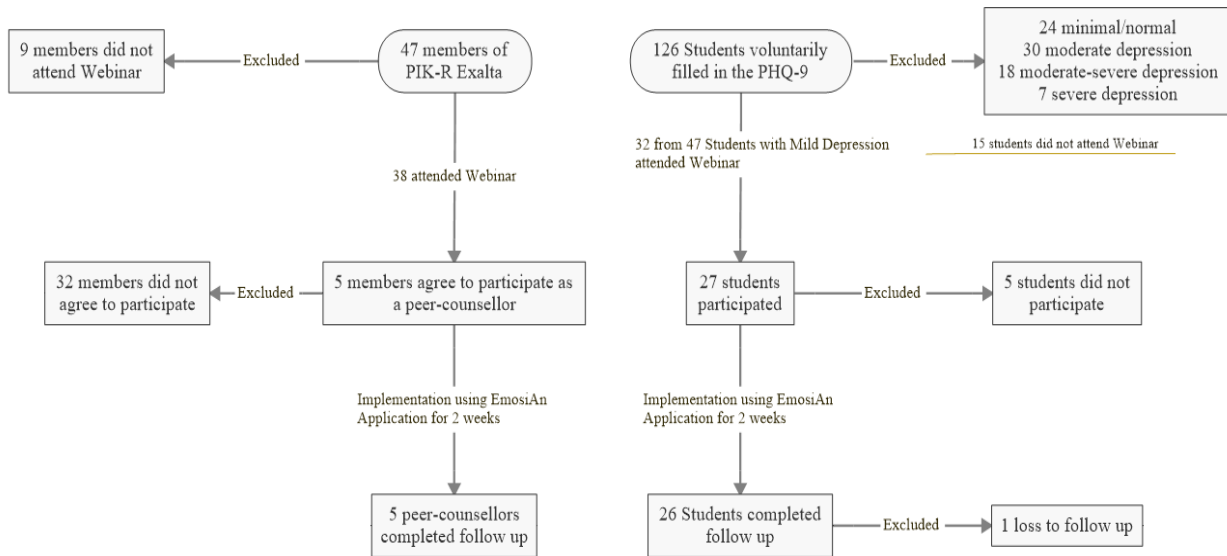 9 members did not
attend Webinar
Excluded
47 members of
PIK-R Exalta
38 attended Webinar
32 members did not
agree to participate
Excluded
5 members agree to participate as
a peer-counsellor
Implementation using EmosiAn
Application for 2 weeks
5 peer-counsellors
completed follow up
126 Students voluntarily
filled in the PHQ-9
Excluded
24 minimal/normal
30 moderate depression
18 moderate-severe depression
7 severe depression
32 from 47 Students with Mild Depression
attended Webinar
15 students did not attend Webinar
27 students
participated
Excluded
5 students did not
participate
Implementation using EmosiAn
Application for 2 weeks
26 Students completed
follow up
Excluded
1 loss to follow up